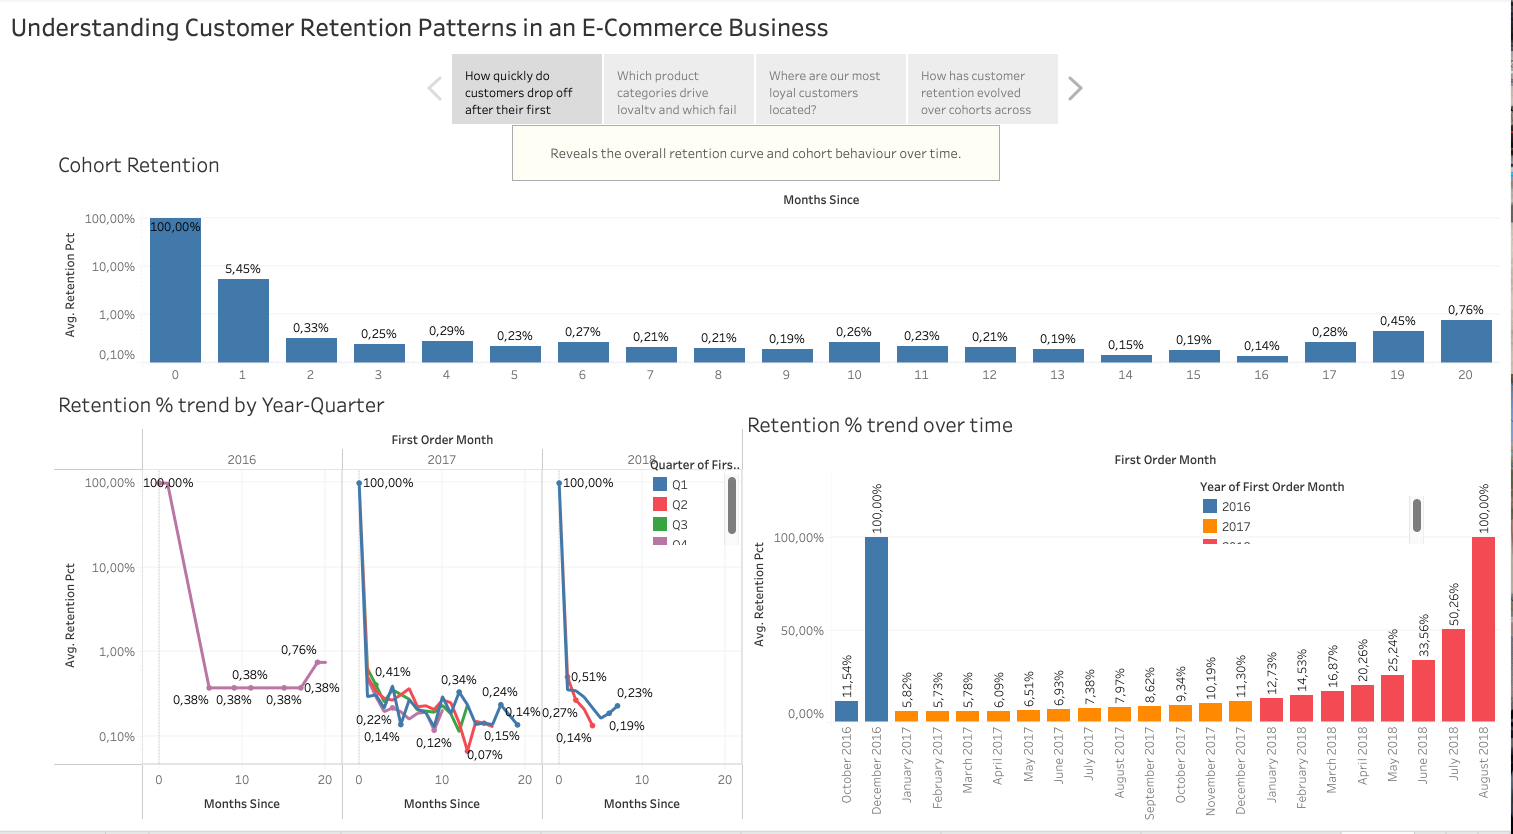 Understanding Customer Retention Patterns in an E-Commerce Business
How quickly do
customers drop off
after their first
Which product
categories drive
loyalty and which fail
Where are our most
loyal customers
located?
How has customer
retention evolved
over cohorts across
Reveals the overall retention curve and cohort behaviour over time.
Cohort Retention
Months Since
Avg. Retention Pct
100,00%
10,00%
1,00%
0,10%
100,00%
5,45%
0,33%
0,25%
0,29%
0,23%
0,27%
0,21%
0,21%
0,19%
0,26%
0,23%
0,21%
0,19%
0,15%
0,19%
0,14%
0,28%
0,45%
0,76%
0 1 2 3 4 5 6 7 8 9 10 11 12 13 14 15 16 17 19 20
Retention % trend by Year-Quarter
First Order Month
2016 2017 2018
Quarter of Firs..
Q1
Q2
Q3
Q4
Avg. Retention Pct
100,00%
10,00%
1,00%
0,10%
100,00%
0,76%
0,38%
0,38%
0,38%
0,38%
0,38%
100,00%
0,41%
0,34%
0,24%
0,14%
0,22%
0,14%
0,12%
0,15%
0,07%
100,00%
0,51%
0,23%
0,27%
0,19%
0,14%
0 10 20 0 10 20 0 10 20
Months Since Months Since Months Since
Retention % trend over time
First Order Month
Year of First Order Month
2016
2017
2018
Avg. Retention Pct
100,00%
50,00%
0,00%
11,54%
100,00%
5,82%
5,73%
5,78%
6,09%
6,51%
6,93%
7,38%
7,97%
8,62%
9,34%
10,19%
11,30%
12,73%
14,53%
16,87%
20,26%
25,24%
33,56%
50,26%
100,00%
October 2016
December 2016
January 2017
February 2017
March 2017
April 2017
May 2017
June 2017
July 2017
August 2017
September 2017
October 2017
November 2017
December 2017
January 2018
February 2018
March 2018
April 2018
May 2018
June 2018
July 2018
August 2018